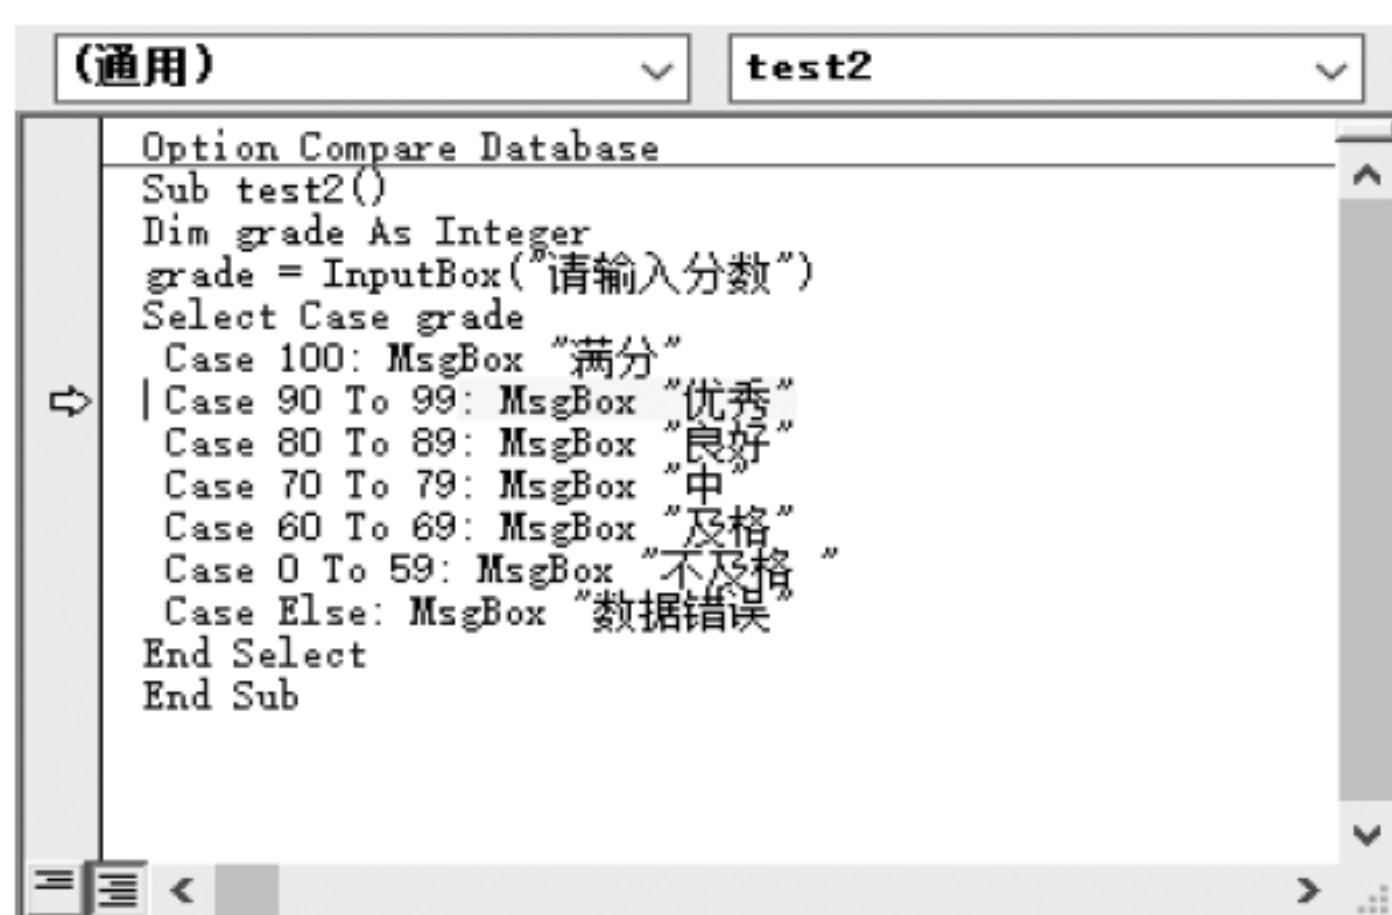 (通用)
test2
Option Compare Database
Sub test2()
Dim grade As Integer
grade = InputBox("请输入分数")
Select Case grade
Case 100: MsgBox "满分"
Case 90 To 99: MsgBox "优秀"
Case 80 To 89: MsgBox "良好"
Case 70 To 79: MsgBox "中"
Case 60 To 69: MsgBox "及格"
Case 0 To 59: MsgBox "不及格 "
Case Else: MsgBox "数据错误"
End Select
End Sub